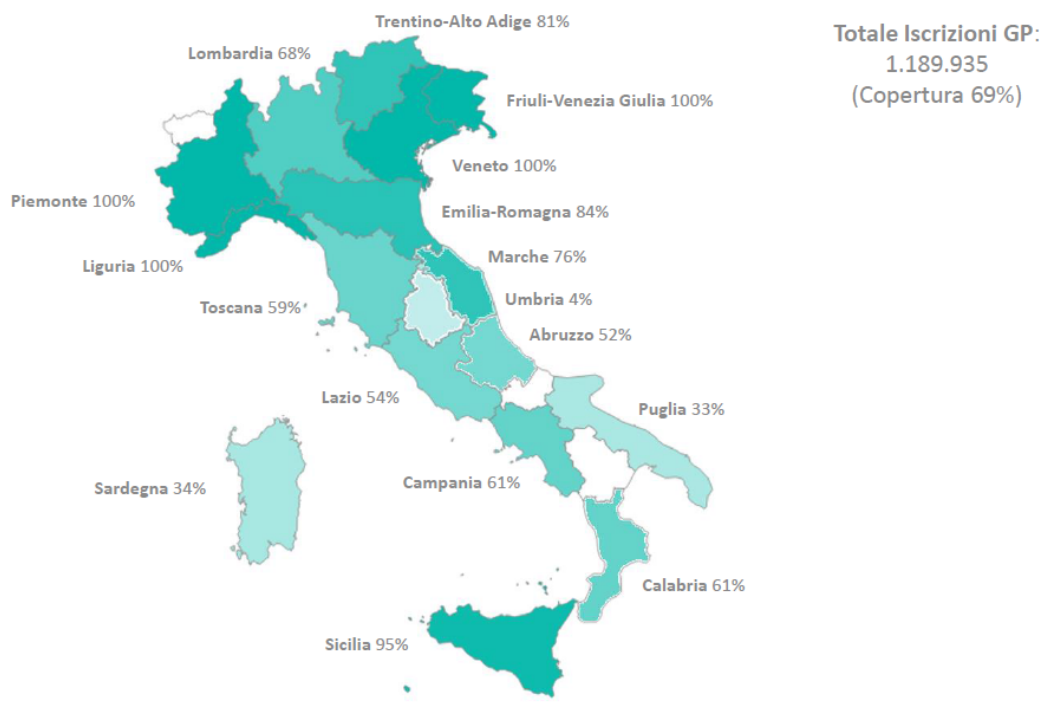 Trentino-Alto Adige 81%
Totale Iscrizioni GP:
1.189.935
(Copertura 69%)
Lombardia 68%
Friuli-Venezia Giulia 100%
Veneto 100%
Piemonte 100%
Emilia-Romagna 84%
Marche 76%
Liguria 100%
Umbria 4%
Toscana 59%
Abruzzo 52%
Lazio 54%
Puglia 33%
Campania 61%
Sardegna 34%
Calabria 61%
Sicilia 95%